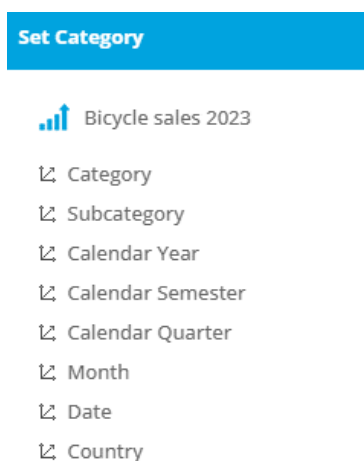 Set Category
Bicycle sales 2023
Category
Subcategory
Calendar Year
Calendar Semester
Calendar Quarter
Month
Date
Country